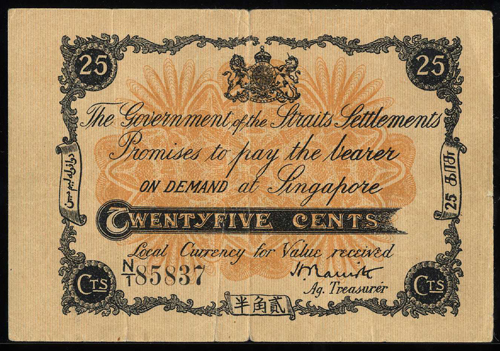 25 25
The Government of the Straits Settlements
Promises to pay the bearer
ON DEMAND at Singapore
TWENTYFIVE CENTS
Local Currency for Value received
N/1 85837
Ag. Treasurer
CTS CTS
半角貳
25 காசு